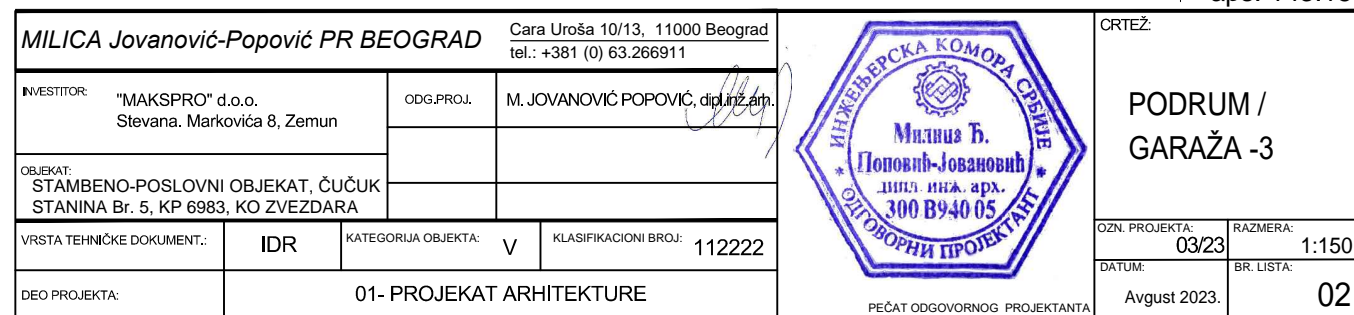 MILICA Jovanović-Popović PR BEOGRAD
Cara Uroša 10/13, 11000 Beograd
tel.: +381 (0) 63.266911
INVESTITOR:
"MAKSPRO" d.o.o.
Stevana. Markovića 8, Zemun
ODG.PROJ.
M. JOVANOVIĆ POPOVIĆ, dipl.inž.arh.
OBJEKAT:
STAMBENO-POSLOVNI OBJEKAT, ČUČUK
STANINA Br. 5, KP 6983, KO ZVEZDARA
VRSTA TEHNIČKE DOKUMENT.:
IDR
KATEGORIJA OBJEKTA:
V
KLASIFIKACIONI BROJ:
112222
DEO PROJEKTA:
01- PROJEKAT ARHITEKTURE
ИНЖЕЊЕРСКА КОМОРА СРБИЈЕ
Милица Ђ.
Поповић-Јовановић
дипл. инж. арх.
300 В940 05
ОДГОВОРНИ ПРОЈЕКТАНТ
PEČAT ODGOVORNOG PROJEKTANTA
CRTEŽ:
PODRUM /
GARAŽA -3
OZN. PROJEKTA:
03/23
RAZMERA:
1:150
DATUM:
Avgust 2023.
BR. LISTA:
02